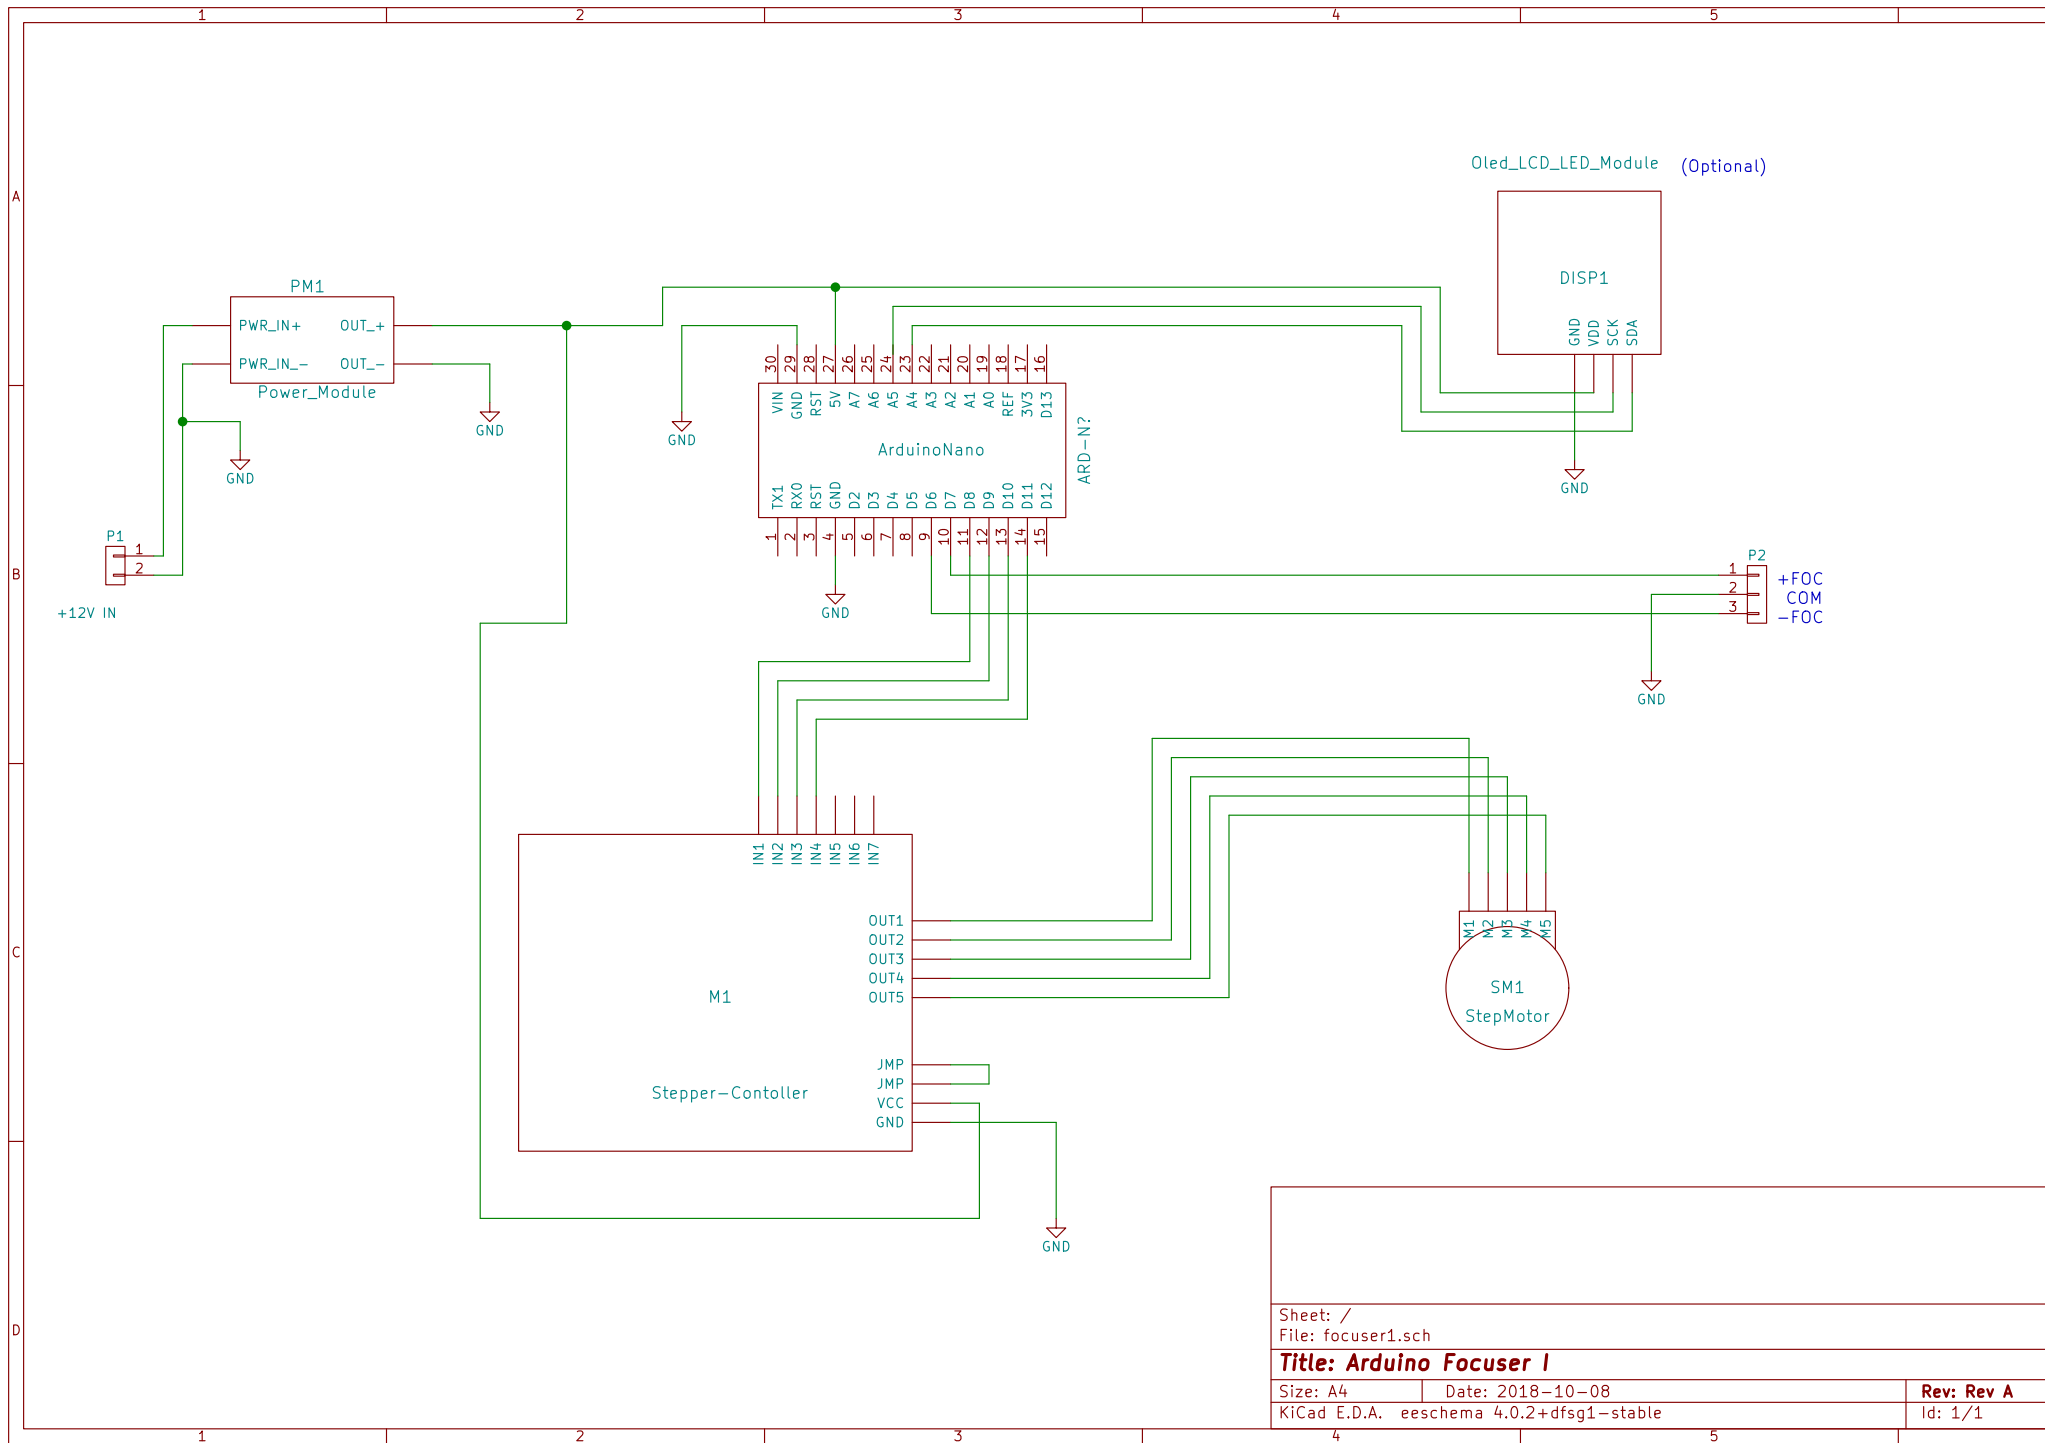 1 2 3 4 5
A
B
C
D
Oled_LCD_LED_Module (Optional)
DISP1
GND
VDD
SCK
SDA
GND
PM1
PWR_IN+ OUT_+
PWR_IN_- OUT_-
Power_Module
GND
GND
GND
P1
1
2
+12V IN
30 29 28 27 26 25 24 23 22 21 20 19 18 17 16
VIN GND RST 5V A7 A6 A5 A4 A3 A2 A1 A0 REF 3V3 D13
ArduinoNano
ARD-N?
TX1 RX0 RST GND D2 D3 D4 D5 D6 D7 D8 D9 D10 D11 D12
1 2 3 4 5 6 7 8 9 10 11 12 13 14 15
GND
P2
1 +FOC
2 COM
3 -FOC
GND
IN1 IN2 IN3 IN4 IN5 IN6 IN7
OUT1
OUT2
OUT3
OUT4
OUT5
M1
JMP
JMP
VCC
GND
Stepper-Contoller
GND
M1 M2 M3 M4 M5
SM1
StepMotor
Sheet: /
File: focuser1.sch
Title: Arduino Focuser I
Size: A4 Date: 2018-10-08 Rev: Rev A
KiCad E.D.A. eeschema 4.0.2+dfsg1-stable Id: 1/1
1 2 3 4 5